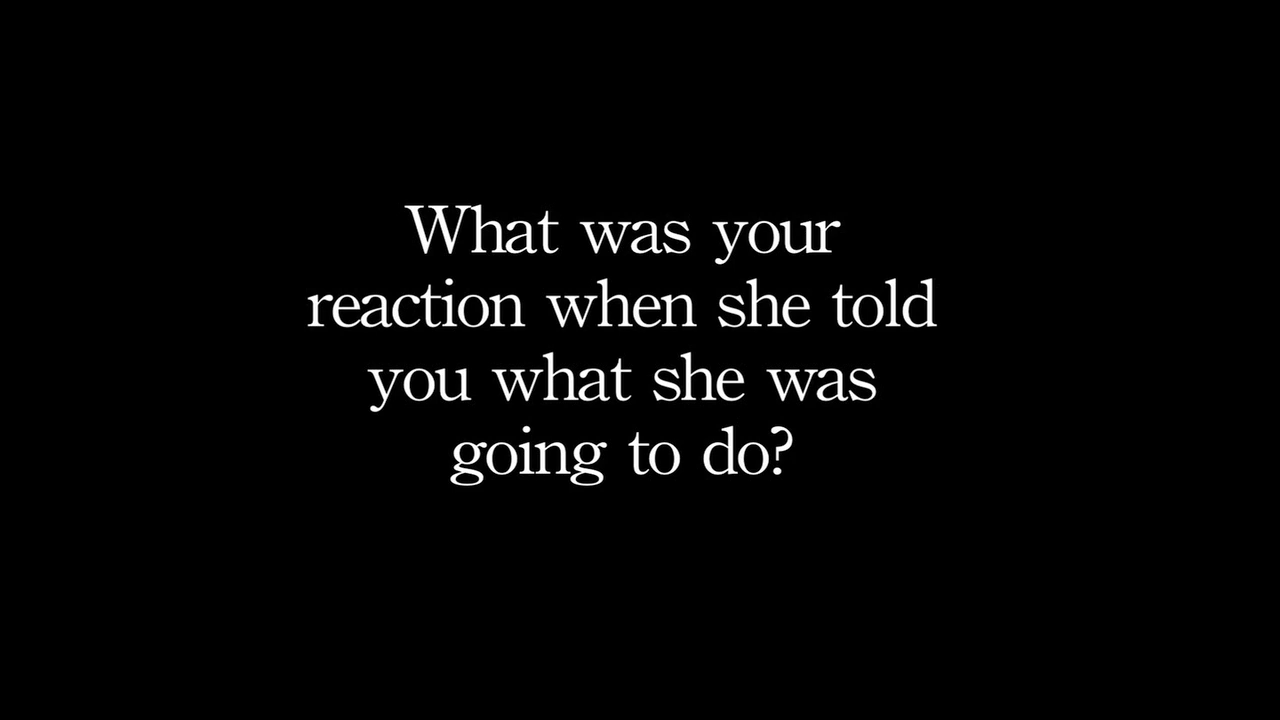 What was your
reaction when she told
you what she was
going to do?